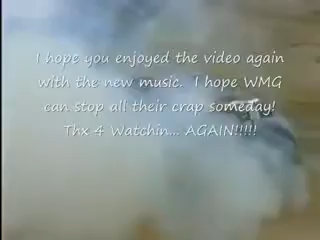 I hope you enjoyed the video again
with the new music.  I hope WMG
can stop all their crap someday!
Thx 4 Watchin... AGAIN!!!!!